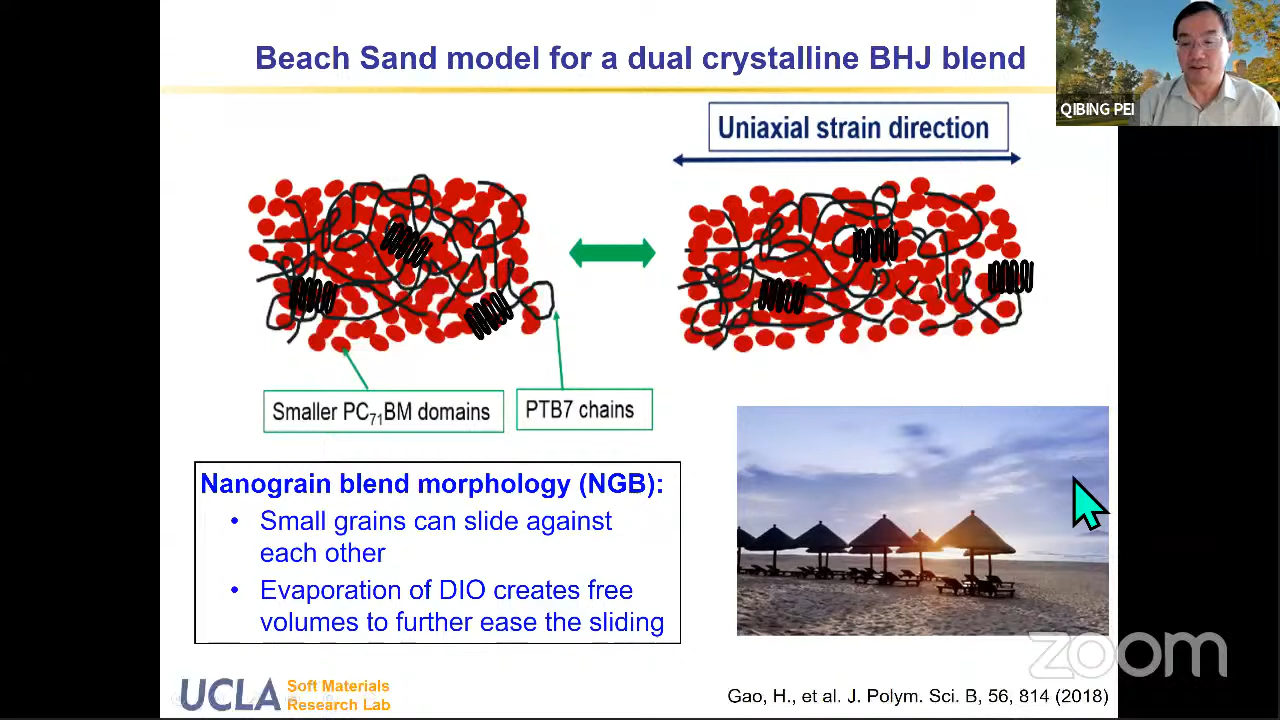 Beach Sand model for a dual crystalline BHJ blend
QIBING PEI
Uniaxial strain direction
Smaller PC71BM domains
PTB7 chains
Nanograin blend morphology (NGB):
• Small grains can slide against
each other
• Evaporation of DIO creates free
volumes to further ease the sliding
zoom
UCLA
Soft Materials
Research Lab
Gao, H., et al. J. Polym. Sci. B, 56, 814 (2018)